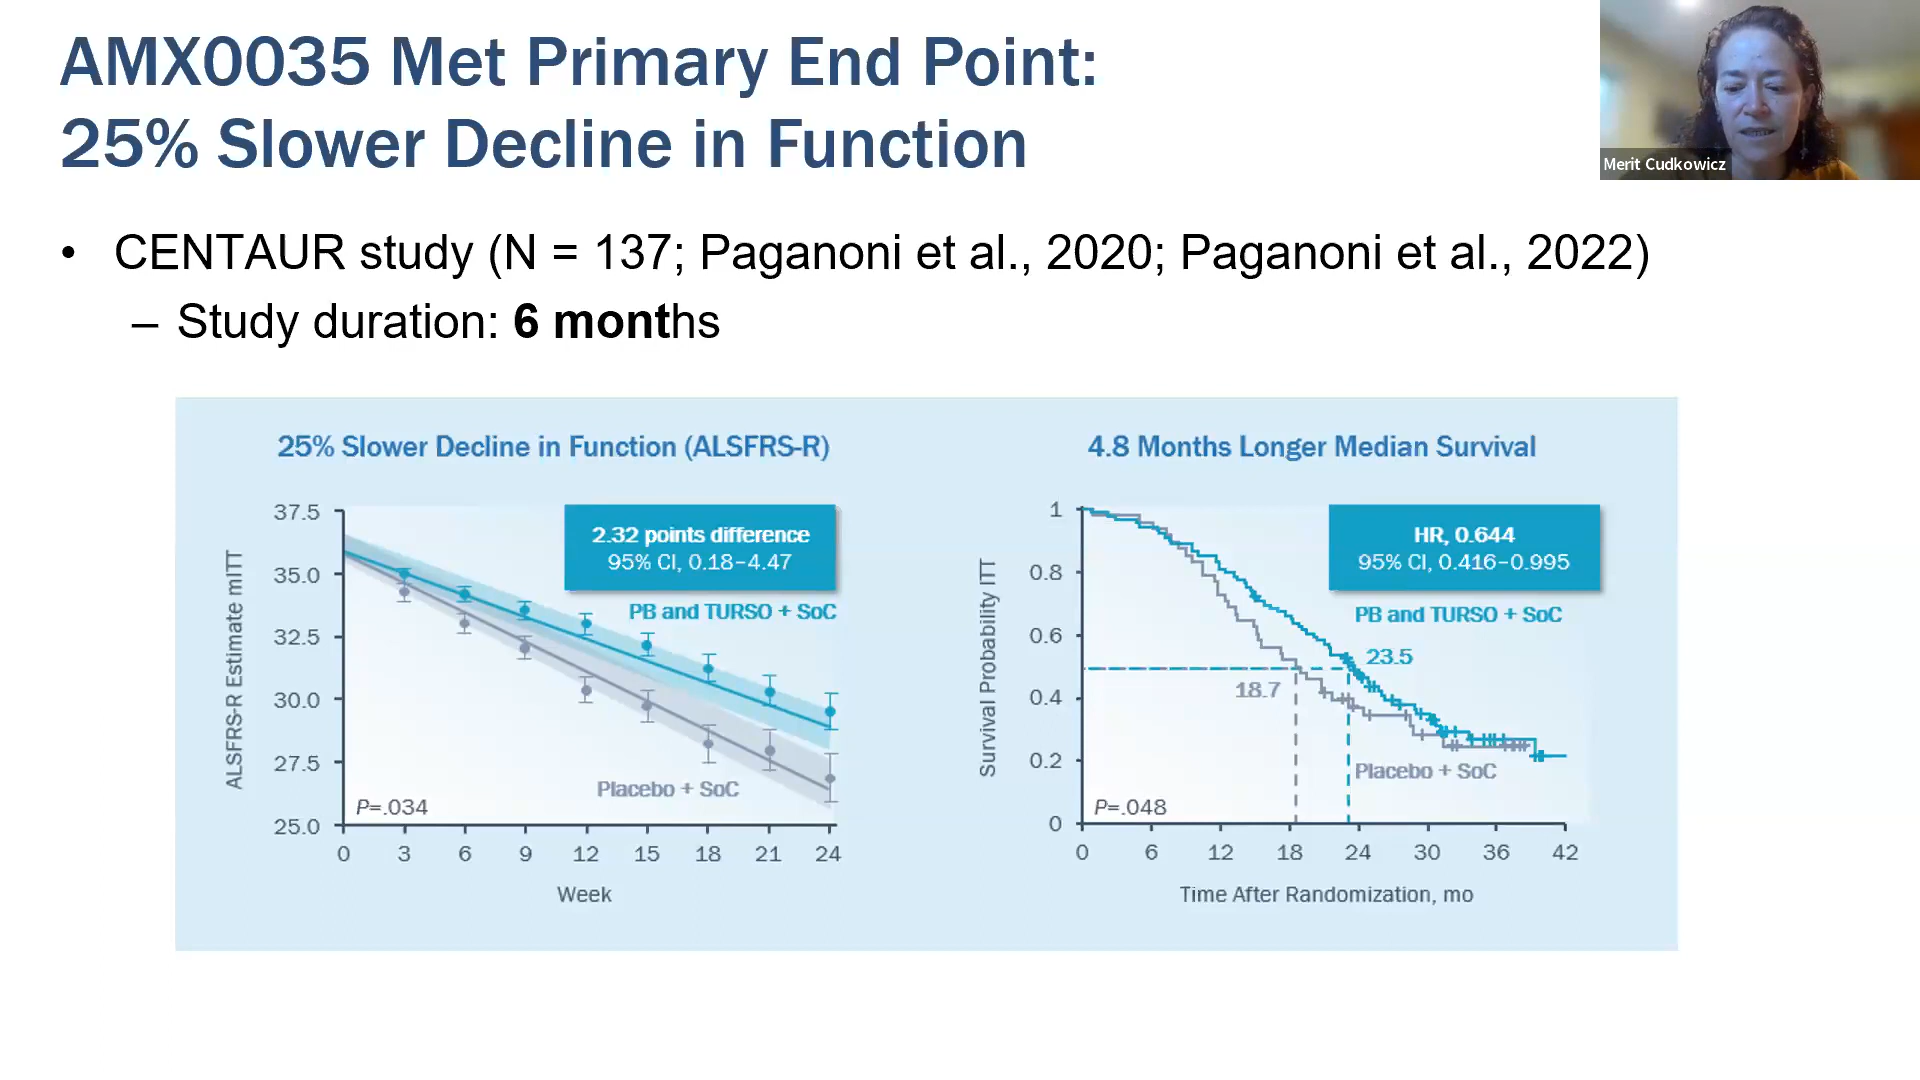 AMX0035 Met Primary End Point:
25% Slower Decline in Function
Merit Cudkowicz
• CENTAUR study (N = 137; Paganoni et al., 2020; Paganoni et al., 2022)
– Study duration: 6 months
25% Slower Decline in Function (ALSFRS-R)
ALSFRS-R Estimate mITT
37.5
35.0
32.5
30.0
27.5
25.0
2.32 points difference
95% CI, 0.18–4.47
PB and TURSO + SoC
Placebo + SoC
P=.034
0 3 6 9 12 15 18 21 24
Week
4.8 Months Longer Median Survival
Survival Probability ITT
1
0.8
0.6
0.4
0.2
0
HR, 0.644
95% CI, 0.416–0.995
PB and TURSO + SoC
23.5
18.7
Placebo + SoC
P=.048
0 6 12 18 24 30 36 42
Time After Randomization, mo